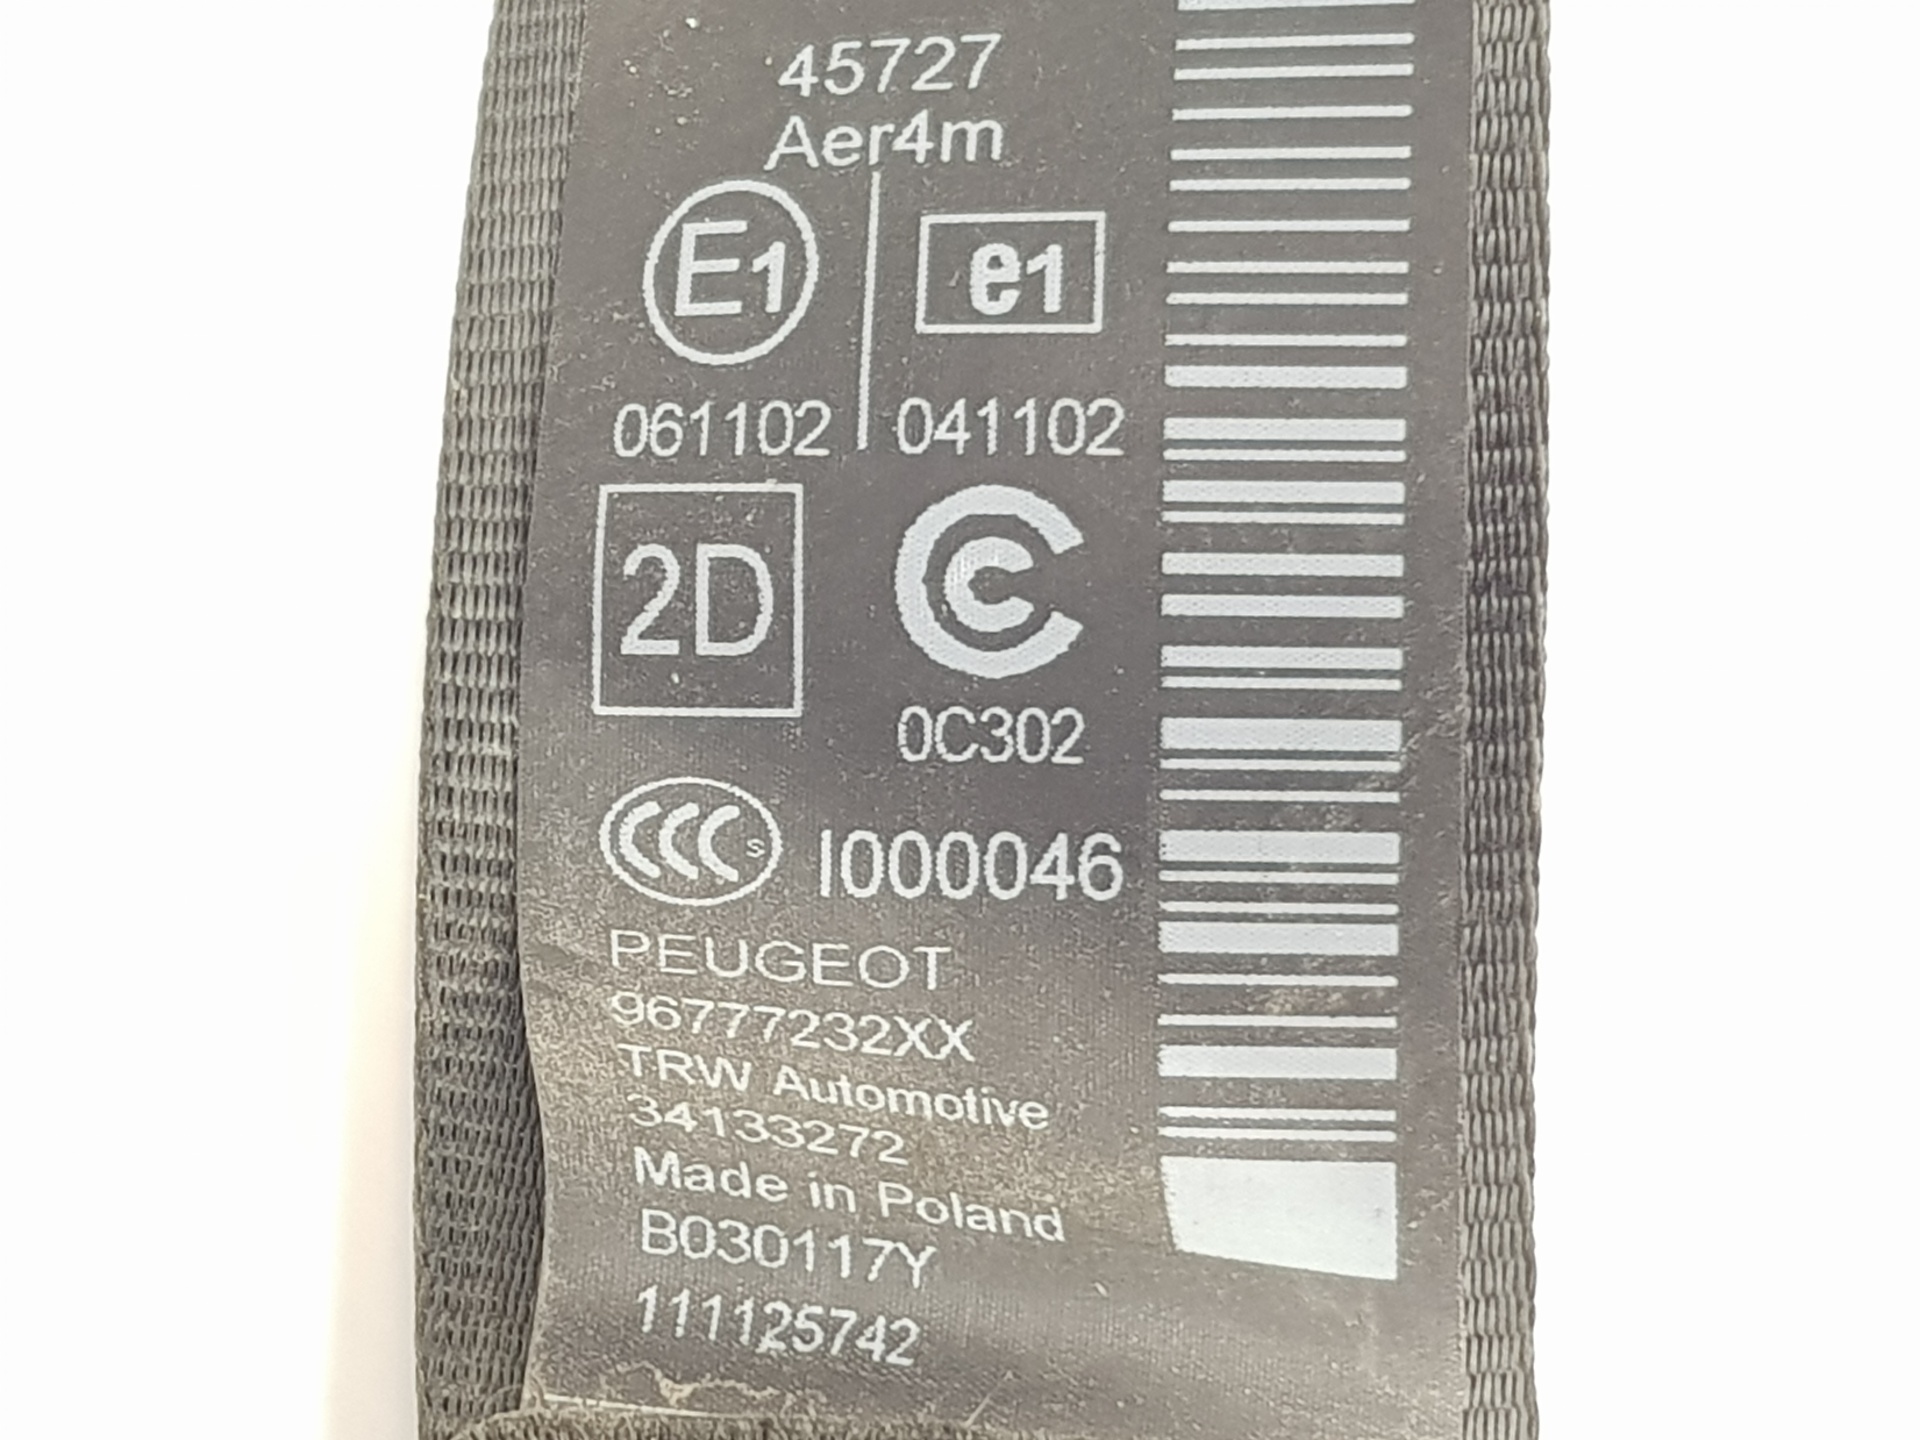 45727
Aer4m
E1 e1
061102 041102
2D C
0C302
CCC S I000046
PEUGEOT
96777232XX
TRW Automotive
34133272
Made in Poland
B030117Y
111125742